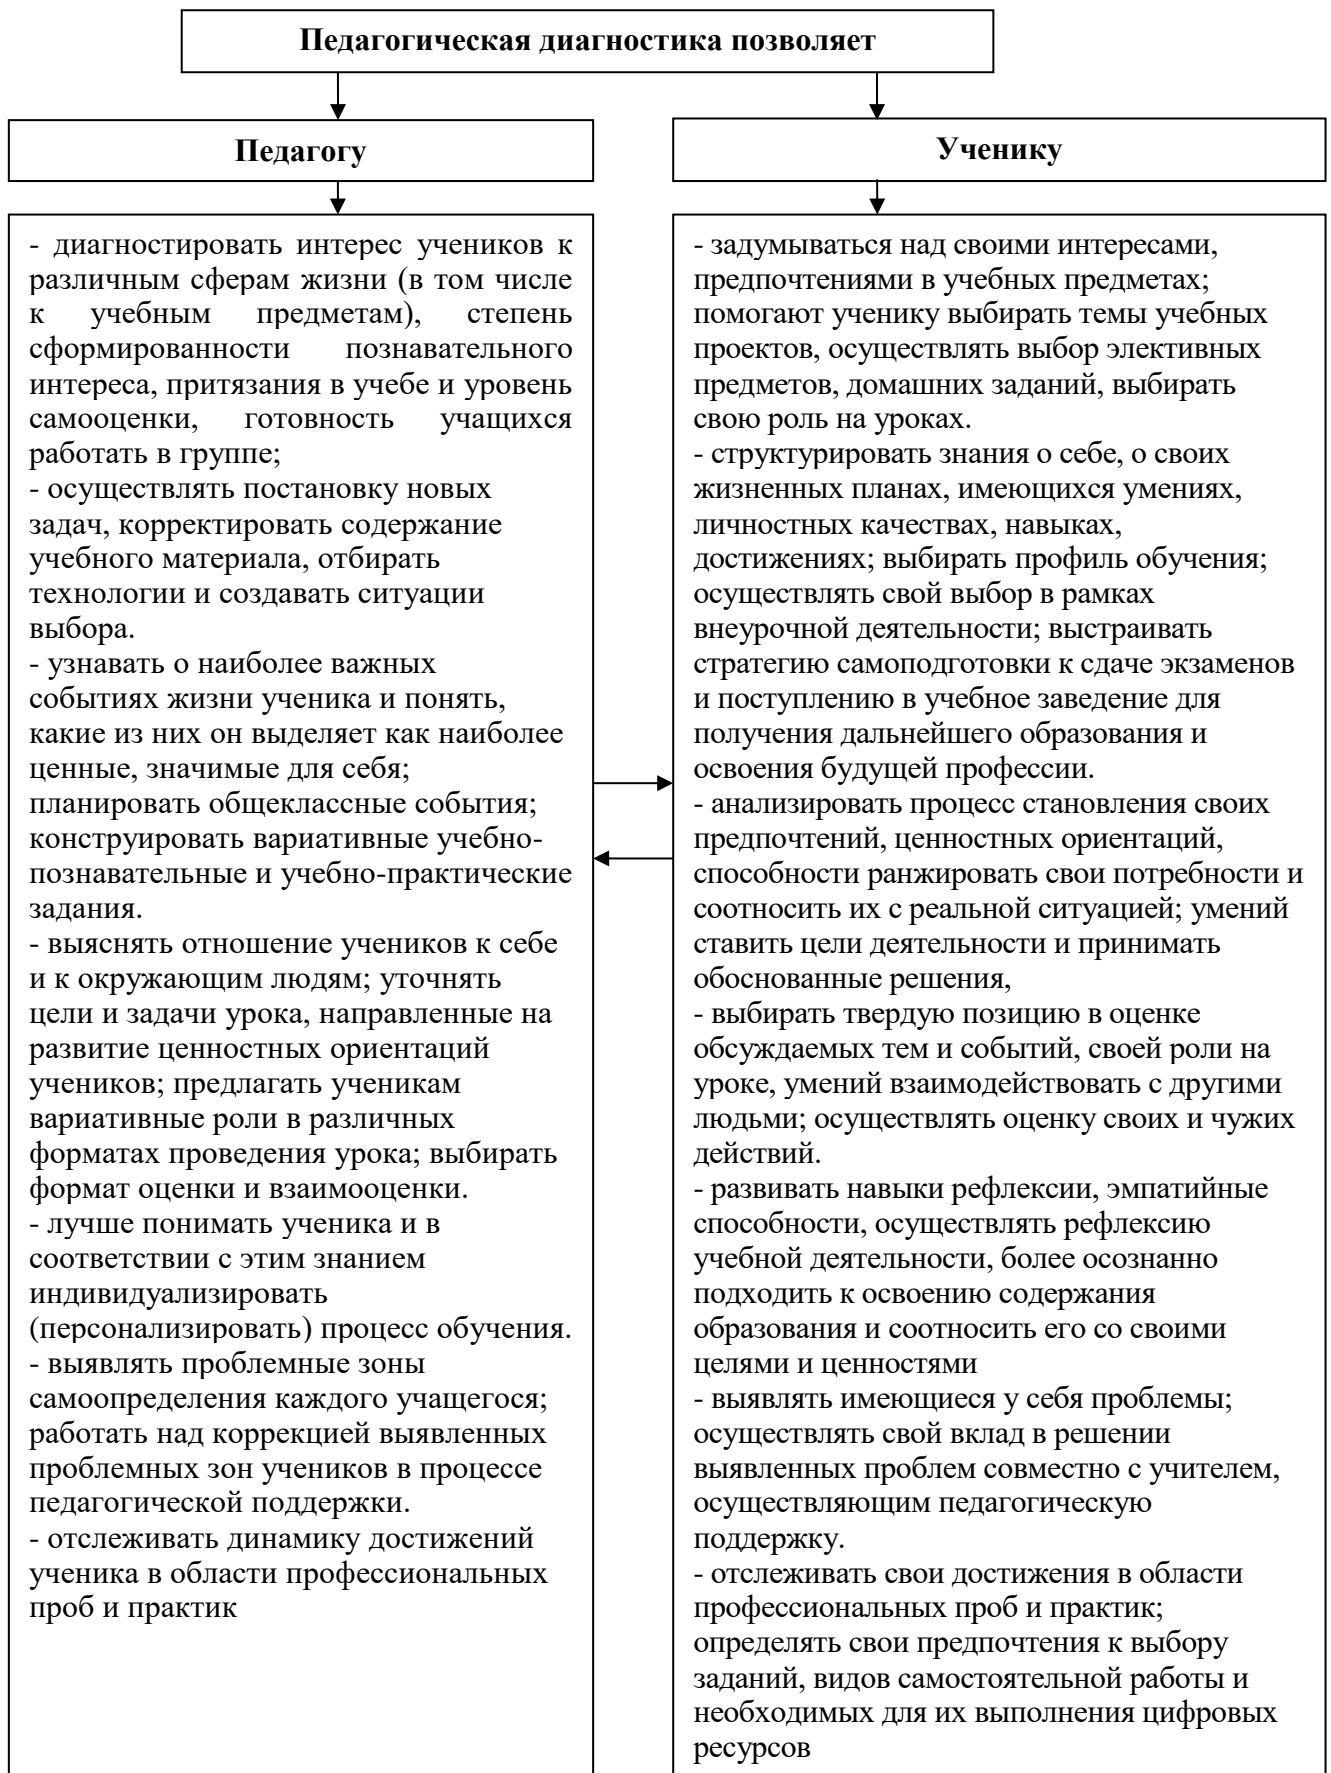 Педагогическая диагностика позволяет
Педагогу
- диагностировать интерес учеников к
различным сферам жизни (в том числе
к учебным предметам), степень
сформированности познавательного
интереса, притязания в учебе и уровень
самооценки, готовность учащихся
работать в группе;
- осуществлять постановку новых
задач, корректировать содержание
учебного материала, отбирать
технологии и создавать ситуации
выбора.
- узнавать о наиболее важных
событиях жизни ученика и понять,
какие из них он выделяет как наиболее
ценные, значимые для себя;
планировать общеклассные события;
конструировать вариативные учебно-
познавательные и учебно-практические
задания.
- выяснять отношение учеников к себе
и к окружающим людям; уточнять
цели и задачи урока, направленные на
развитие ценностных ориентаций
учеников; предлагать ученикам
вариативные роли в различных
форматах проведения урока; выбирать
формат оценки и взаимооценки.
- лучше понимать ученика и в
соответствии с этим знанием
индивидуализировать
(персонализировать) процесс обучения.
- выявлять проблемные зоны
самоопределения каждого учащегося;
работать над коррекцией выявленных
проблемных зон учеников в процессе
педагогической поддержки.
- отслеживать динамику достижений
ученика в области профессиональных
проб и практик
Ученику
- задумываться над своими интересами,
предпочтениями в учебных предметах;
помогают ученику выбирать темы учебных
проектов, осуществлять выбор элективных
предметов, домашних заданий, выбирать
свою роль на уроках.
- структурировать знания о себе, о своих
жизненных планах, имеющихся умениях,
личностных качествах, навыках,
достижениях; выбирать профиль обучения;
осуществлять свой выбор в рамках
внеурочной деятельности; выстраивать
стратегию самоподготовки к сдаче экзаменов
и поступлению в учебное заведение для
получения дальнейшего образования и
освоения будущей профессии.
- анализировать процесс становления своих
предпочтений, ценностных ориентаций,
способности ранжировать свои потребности и
соотносить их с реальной ситуацией; умений
ставить цели деятельности и принимать
обоснованные решения,
- выбирать твердую позицию в оценке
обсуждаемых тем и событий, своей роли на
уроке, умений взаимодействовать с другими
людьми; осуществлять оценку своих и чужих
действий.
- развивать навыки рефлексии, эмпатийные
способности, осуществлять рефлексию
учебной деятельности, более осознанно
подходить к освоению содержания
образования и соотносить его со своими
целями и ценностями
- выявлять имеющиеся у себя проблемы;
осуществлять свой вклад в решении
выявленных проблем совместно с учителем,
осуществляющим педагогическую
поддержку.
- отслеживать свои достижения в области
профессиональных проб и практик;
определять свои предпочтения к выбору
заданий, видов самостоятельной работы и
необходимых для их выполнения цифровых
ресурсов